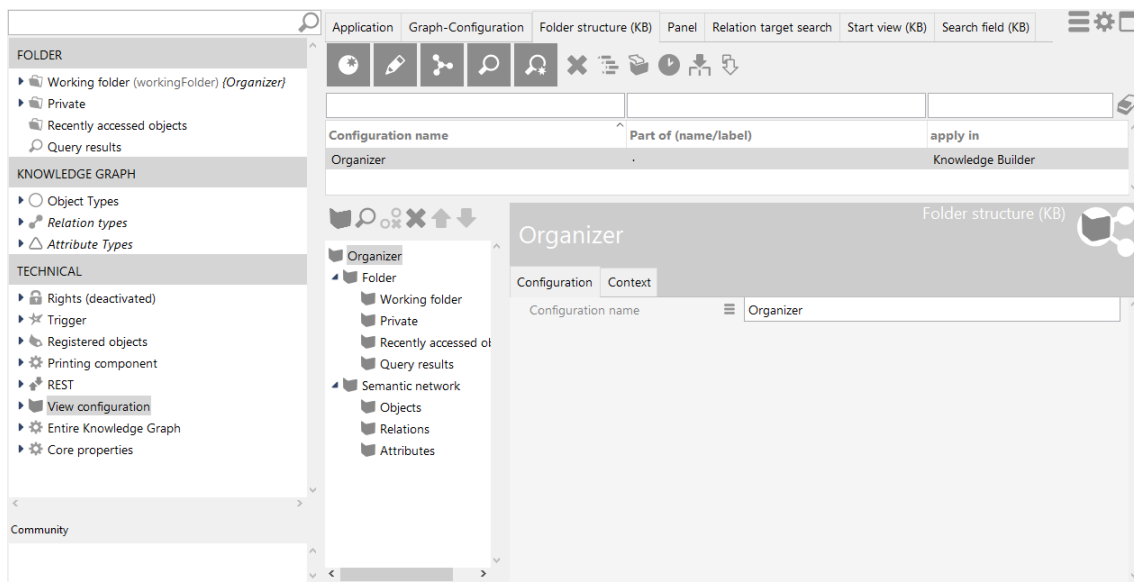 Application Graph-Configuration Folder structure (KB) Panel Relation target search Start view (KB) Search field (KB)
FOLDER
Working folder (workingFolder) {Organizer}
Private
Recently accessed objects
Query results
KNOWLEDGE GRAPH
Object Types
Relation types
Attribute Types
TECHNICAL
Rights (deactivated)
Trigger
Registered objects
Printing component
REST
View configuration
Entire Knowledge Graph
Core properties
Community
Configuration name Part of (name/label) apply in
Organizer . Knowledge Builder
Organizer
Folder
Working folder
Private
Recently accessed
Query results
Semantic network
Objects
Relations
Attributes
Folder structure (KB)
Organizer
Configuration Context
Configuration name Organizer